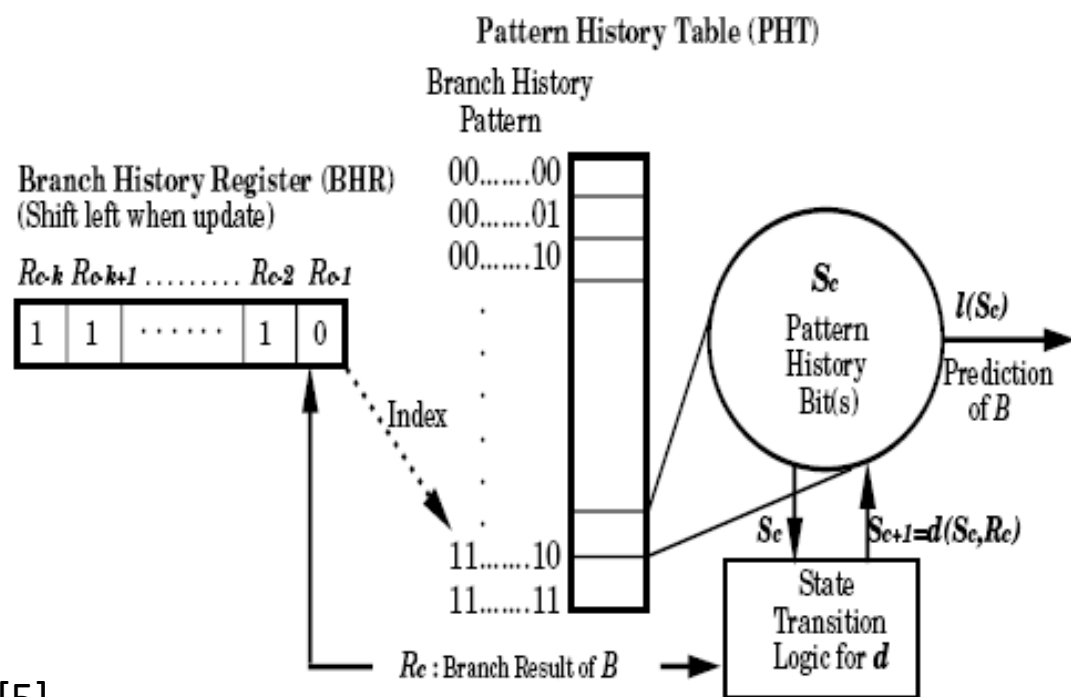 Pattern History Table (PHT)
Branch History
Pattern
Branch History Register (BHR)
(Shift left when update)
Rc-k Rc-k+1 ......... Rc-2 Rc-1
1 1 ...... 1 0
Index
00.......00
00.......01
00.......10
.
.
.
.
.
.
11.......10
11.......11
Sc
Pattern
History
Bit(s)
l(Sc)
Prediction
of B
Sc
Sc+1=d(Sc,Rc)
State
Transition
Logic for d
Rc : Branch Result of B
[5]